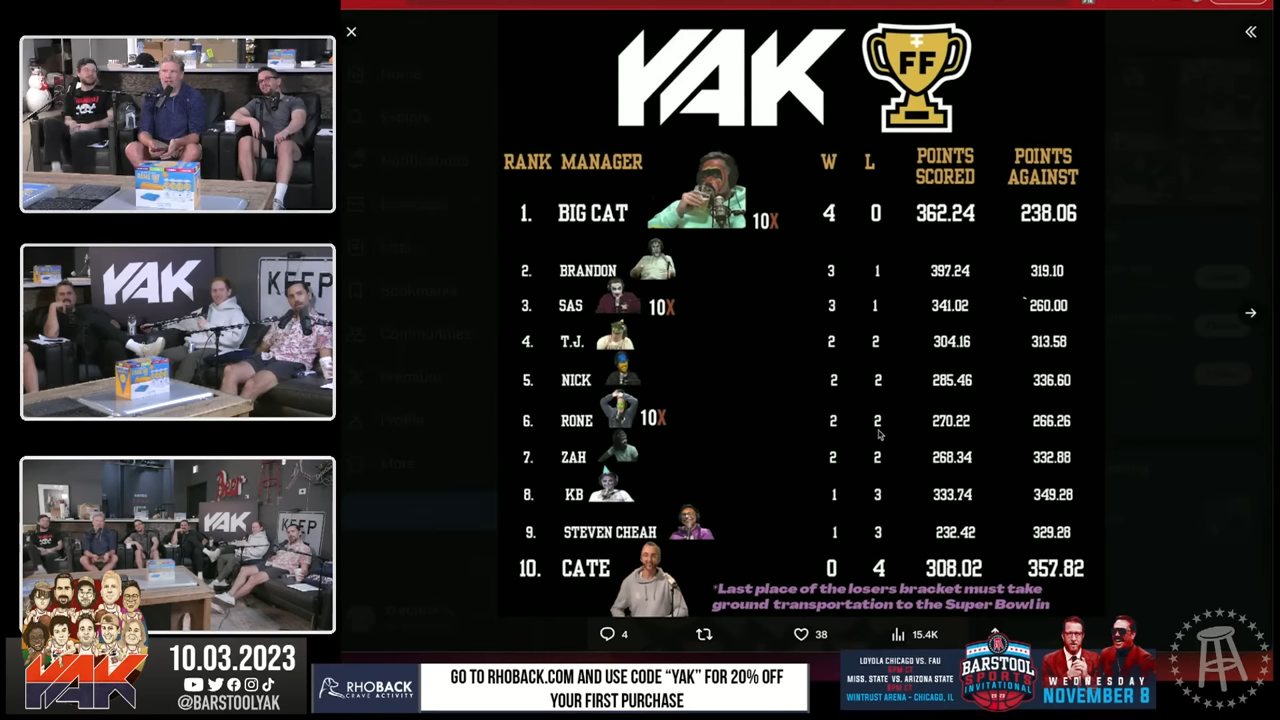 YAK
FF
RANK MANAGER W L POINTS SCORED POINTS AGAINST
1. BIG CAT 10X 4 0 362.24 238.06
2. BRANDON 3 1 397.24 319.10
3. SAS 10X 3 1 341.02 `260.00
4. T.J. 2 2 304.16 313.58
5. NICK 2 2 285.46 336.60
6. RONE 10X 2 2 270.22 266.26
7. ZAH 2 2 268.34 332.88
8. KB 1 3 333.74 349.28
9. STEVEN CHEAH 1 3 232.42 329.28
10. CATE 0 4 308.02 357.82
*Last place of the losers bracket must take
ground transportation to the Super Bowl in
4 38 15.4K
YAK
KEEP
Beer
YAK
KEEP
YAK
10.03.2023
@BARSTOOLYAK
RHOBACK
CRAVE ACTIVITY
GO TO RHOBACK.COM AND USE CODE “YAK” FOR 20% OFF
YOUR FIRST PURCHASE
LOYOLA CHICAGO VS. FAU
MISS. STATE VS. ARIZONA STATE
WINTRUST ARENA - CHICAGO, IL
BARSTOOL
SPORTS
INVITATIONAL
WEDNESDAY
NOVEMBER 8